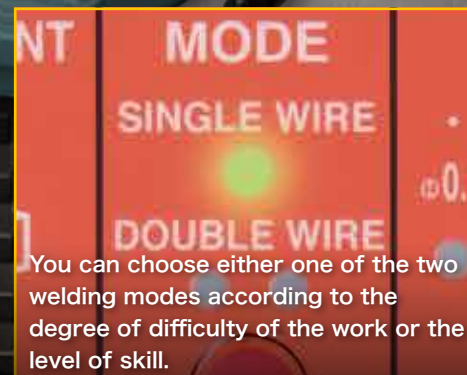 NT
MODE
SINGLE WIRE
Φ0.
DOUBLE WIRE
You can choose either one of the two
welding modes according to the
degree of difficulty of the work or the
level of skill.